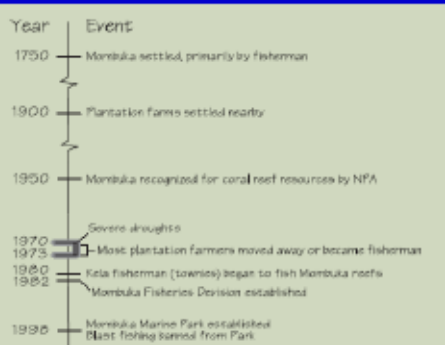 Year Event
1750 Mombuka settled, primarily by fisherman
1900 Plantation farms settled nearby
1950 Mombuka recognized for coral reef resources by NPA
Severe droughts
1970
1973 Most plantation farmers moved away or became fisherman
1980 Kela fisherman (townies) began to fish Mombuka reefs
1982 Mombuka Fisheries Devision established
1998 Mombuka Marine Park established
Blast fishing banned from Park